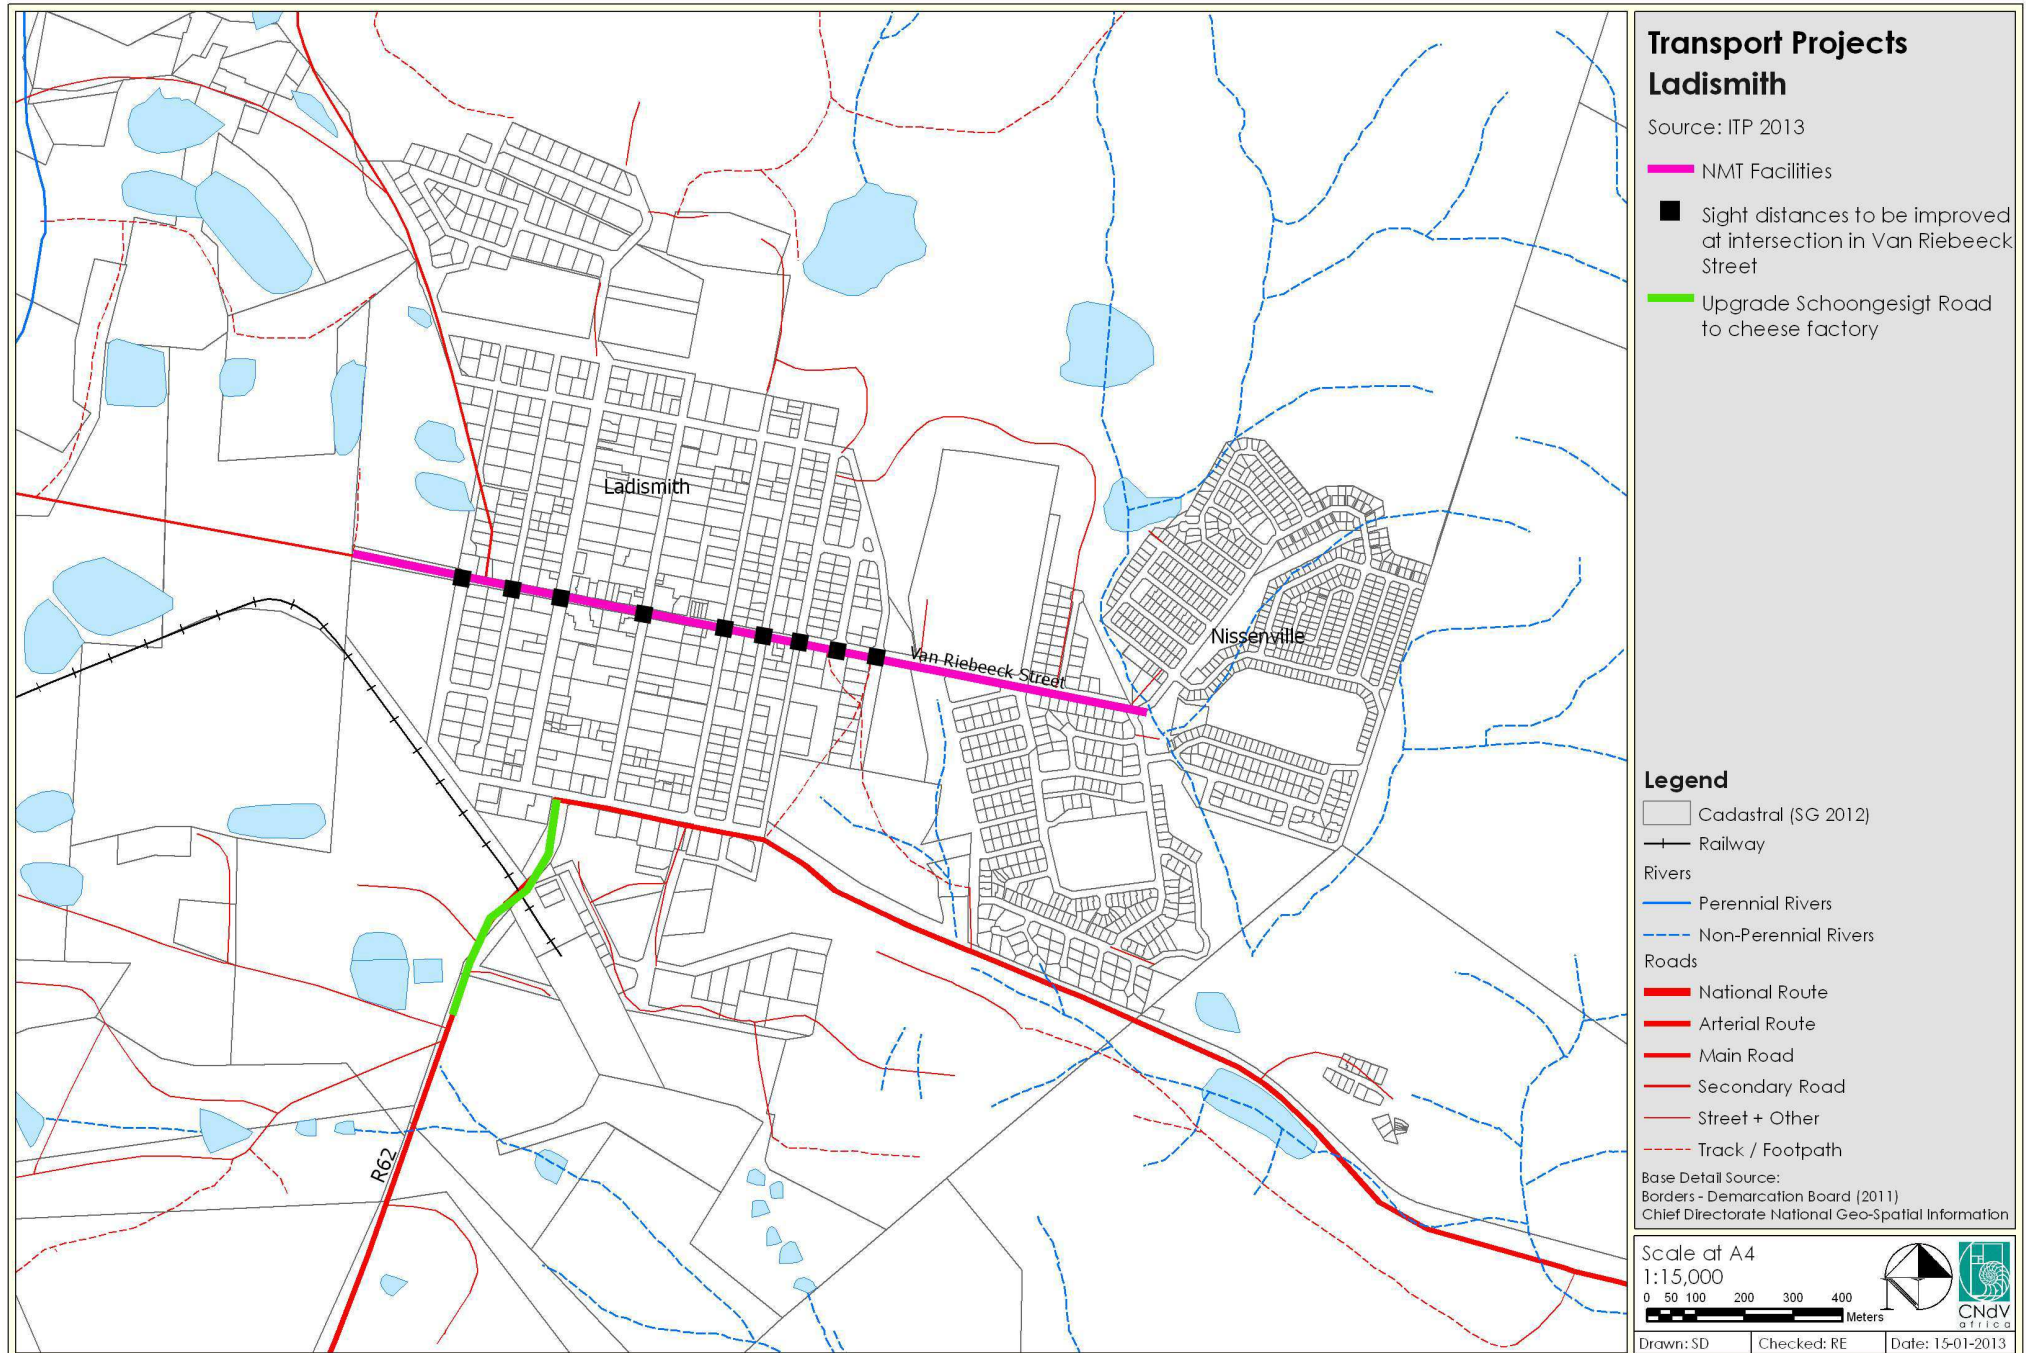 Transport Projects
Ladismith
Source: ITP 2013
NMT Facilities
Sight distances to be improved
at intersection in Van Riebeeck
Street
Upgrade Schoongesigt Road
to cheese factory
Ladismith
Nissenville
Van Riebeeck Street
R62
Legend
Cadastral (SG 2012)
Railway
Rivers
Perennial Rivers
Non-Perennial Rivers
Roads
National Route
Arterial Route
Main Road
Secondary Road
Street + Other
Track / Footpath
Base Detail Source:
Borders - Demarcation Board (2011)
Chief Directorate National Geo-Spatial Information
Scale at A4
1:15,000
0 50 100 200 300 400
Meters
CNdV
africa
Drawn: SD Checked: RE Date: 15-01-2013